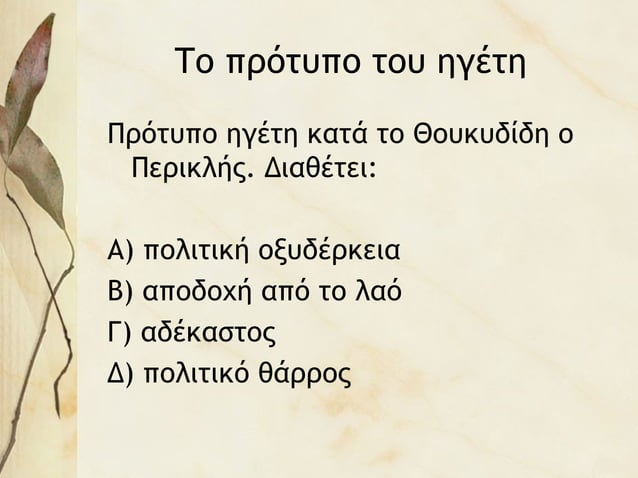 Το πρότυπο του ηγέτη
Πρότυπο ηγέτη κατά το Θουκυδίδη ο
Περικλής. Διαθέτει:
Α) πολιτική οξυδέρκεια
Β) αποδοχή από το λαό
Γ) αδέκαστος
Δ) πολιτικό θάρρος